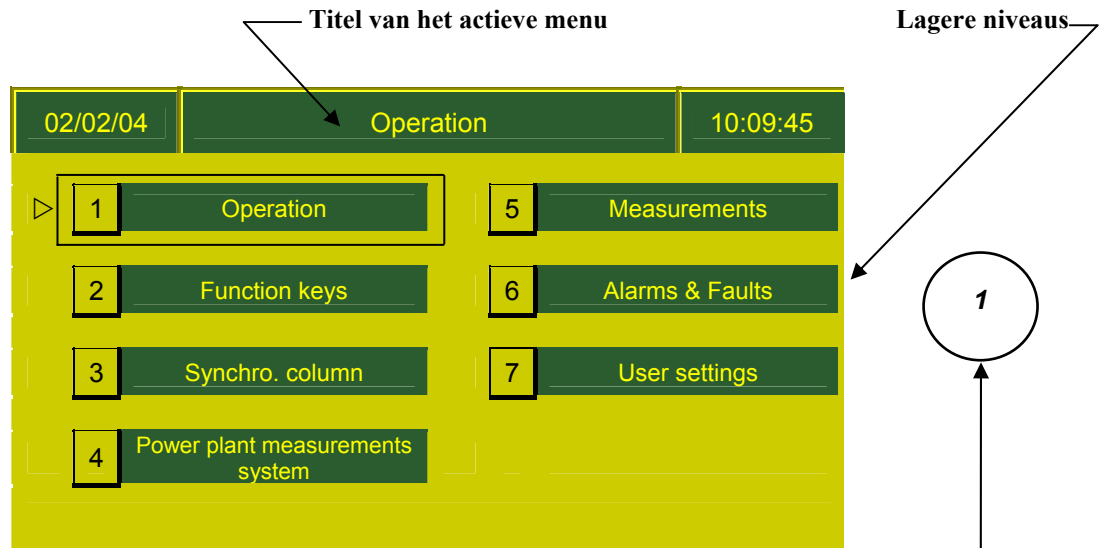 Titel van het actieve menu
Lagere niveaus
02/02/04
Operation
10:09:45
1
Operation
5
Measurements
2
Function keys
6
Alarms & Faults
1
3
Synchro. column
7
User settings
4
Power plant measurements
system